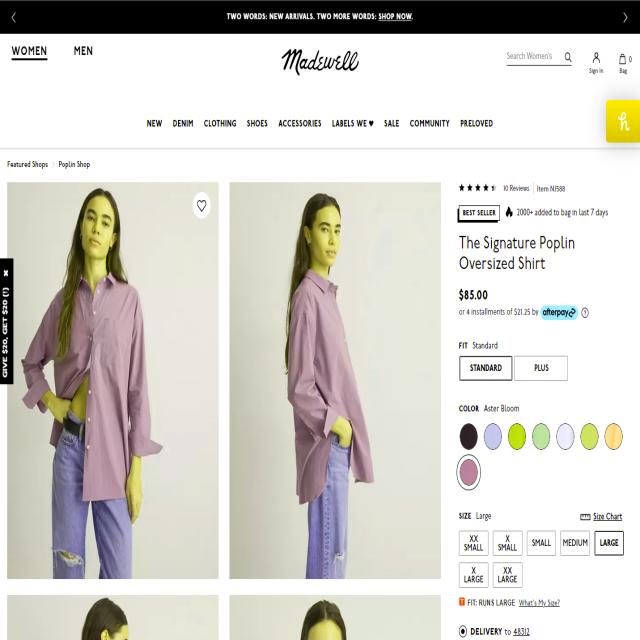 TWO WORDS: NEW ARRIVALS. TWO MORE WORDS: SHOP NOW.
WOMEN
MEN
Madewell
Search Women's
Sign In
Bag
0
NEW
DENIM
CLOTHING
SHOES
ACCESSORIES
LABELS WE ♥
SALE
COMMUNITY
PRELOVED
h
Featured Shops
Poplin Shop
GIVE $20, GET $20 (!)
10 Reviews
Item NJ588
BEST SELLER
2000+ added to bag in last 7 days
The Signature Poplin
Oversized Shirt
$85.00
or 4 installments of $21.25 by afterpay
FIT Standard
STANDARD
PLUS
COLOR Aster Bloom
SIZE Large
Size Chart
XX SMALL
X SMALL
SMALL
MEDIUM
LARGE
X LARGE
XX LARGE
FIT: RUNS LARGE What's My Size?
DELIVERY to 48312